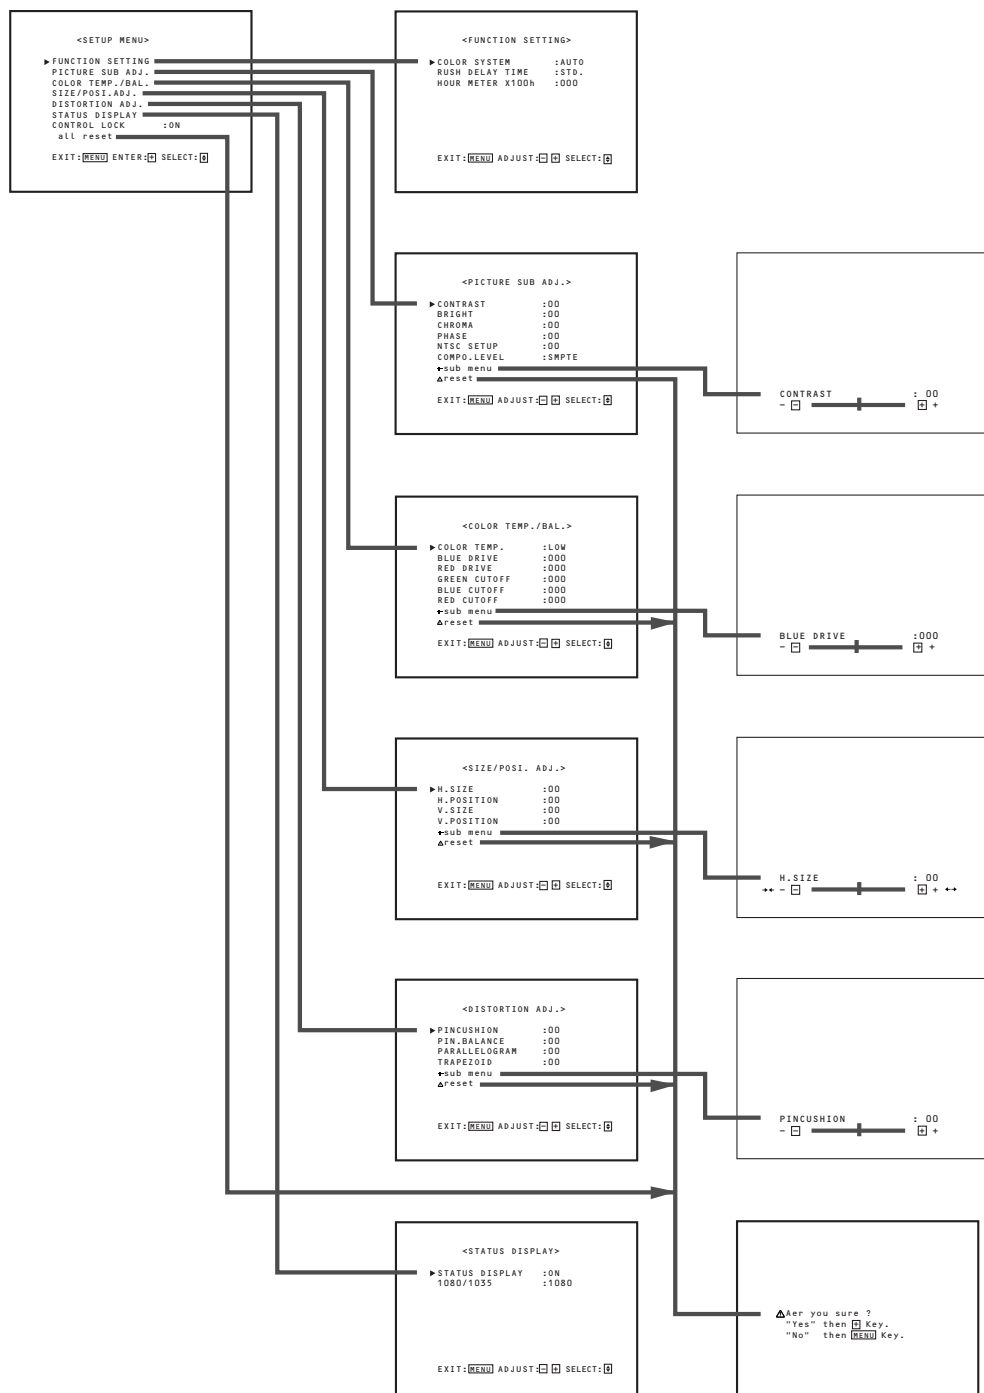 <SETUP MENU>
▶FUNCTION SETTING
PICTURE SUB ADJ.
COLOR TEMP./BAL.
SIZE/POSI.ADJ.
DISTORTION ADJ.
STATUS DISPLAY
CONTROL LOCK :ON
all reset
EXIT:MENU ENTER:+ SELECT:
<FUNCTION SETTING>
▶COLOR SYSTEM :AUTO
RUSH DELAY TIME :STD.
HOUR METER X100h :000
EXIT:MENU ADJUST:- + SELECT:
<PICTURE SUB ADJ.>
▶CONTRAST :00
BRIGHT :00
CHROMA :00
PHASE :00
NTSC SETUP :00
COMPO.LEVEL :SMPTE
sub menu
reset
EXIT:MENU ADJUST:- + SELECT:
CONTRAST : 00
- - + +
<COLOR TEMP./BAL.>
▶COLOR TEMP. :LOW
BLUE DRIVE :000
RED DRIVE :000
GREEN CUTOFF :000
BLUE CUTOFF :000
RED CUTOFF :000
sub menu
reset
EXIT:MENU ADJUST:- + SELECT:
BLUE DRIVE :000
- - + +
<SIZE/POSI. ADJ.>
▶H.SIZE :00
H.POSITION :00
V.SIZE :00
V.POSITION :00
sub menu
reset
EXIT:MENU ADJUST:- + SELECT:
H.SIZE : 00
→← - - + + ←→
<DISTORTION ADJ.>
▶PINCUSHION :00
PIN.BALANCE :00
PARALLELOGRAM :00
TRAPEZOID :00
sub menu
reset
EXIT:MENU ADJUST:- + SELECT:
PINCUSHION : 00
- - + +
<STATUS DISPLAY>
▶STATUS DISPLAY :ON
1080/1035 :1080
EXIT:MENU ADJUST:- + SELECT:
⚠Aer you sure ?
"Yes" then + Key.
"No" then MENU Key.